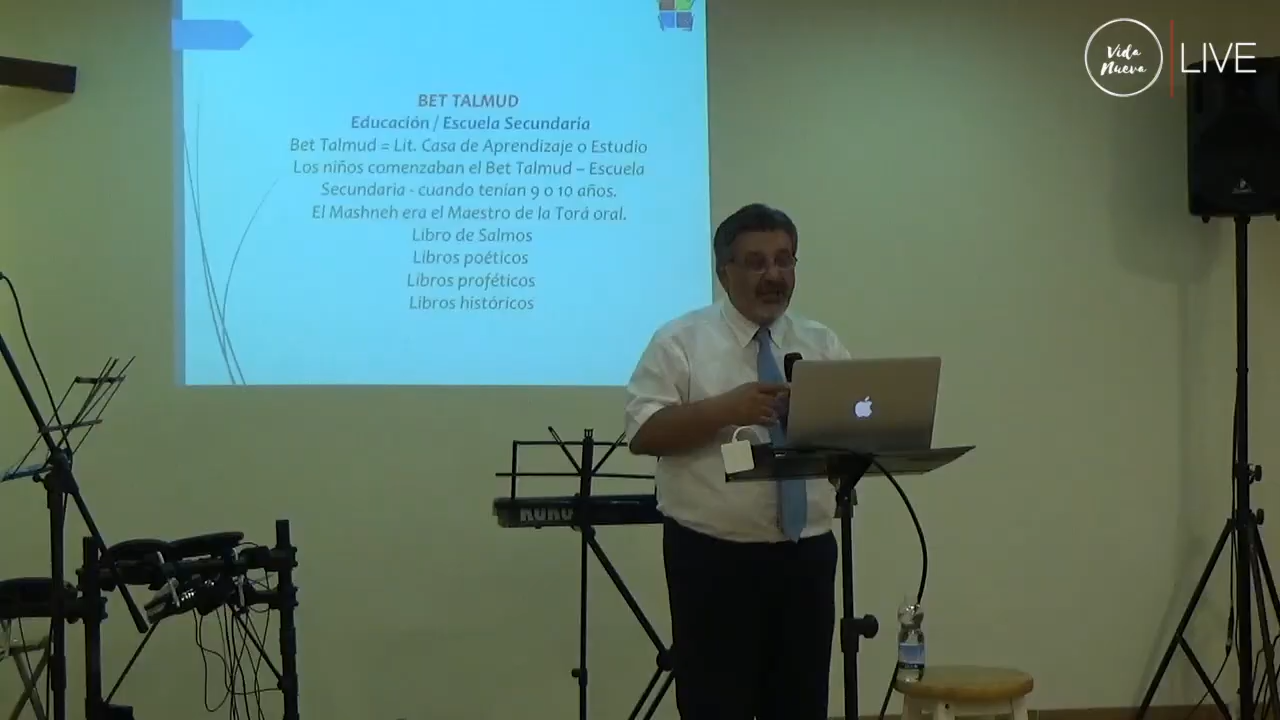 BET TALMUD
Educación / Escuela Secundaria
Bet Talmud = Lit. Casa de Aprendizaje o Estudio
Los niños comenzaban el Bet Talmud – Escuela
Secundaria - cuando tenían 9 o 10 años.
El Mashneh era el Maestro de la Torá oral.
Libro de Salmos
Libros poéticos
Libros proféticos
Libros históricos
Vida
Nueva
LIVE